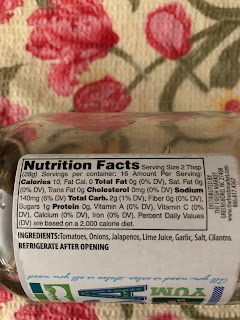 Nutrition Facts Serving Size 2 Tbsp
(28g) Servings per container: 16 Amount Per Serving:
Calories 10, Fat Cal. 0 Total Fat 0g (0% DV), Sat. Fat 0g
(0% DV), Trans Fat 0g Cholesterol 0mg (0% DV) Sodium
140mg (6% DV) Total Carb. 2g (1% DV), Fiber 0g (0% DV),
Sugars 1g Protein 0g, Vitamin A (0% DV), Vitamin C (0%
DV), Calcium (0% DV), Iron (0% DV). Percent Daily Values
(DV) are based on a 2,000 calorie diet.
INGREDIENTS:Tomatoes, Onions, Jalapenos, Lime Juice, Garlic, Salt, Cilantro.
REFRIGERATE AFTER OPENING
YUM